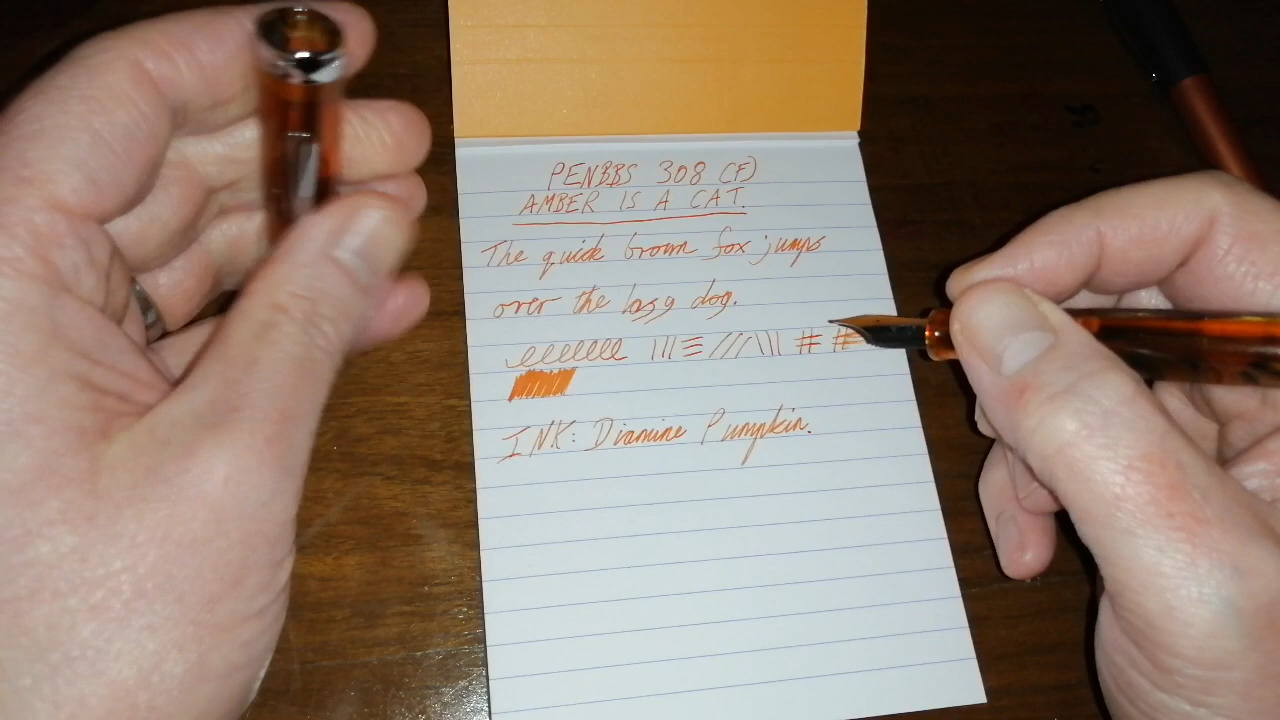 PENBBS 308 (F)
AMBER IS A CAT.
The quick brown fox jumps
over the lazy dog.
INK: Diamine Pumpkin.